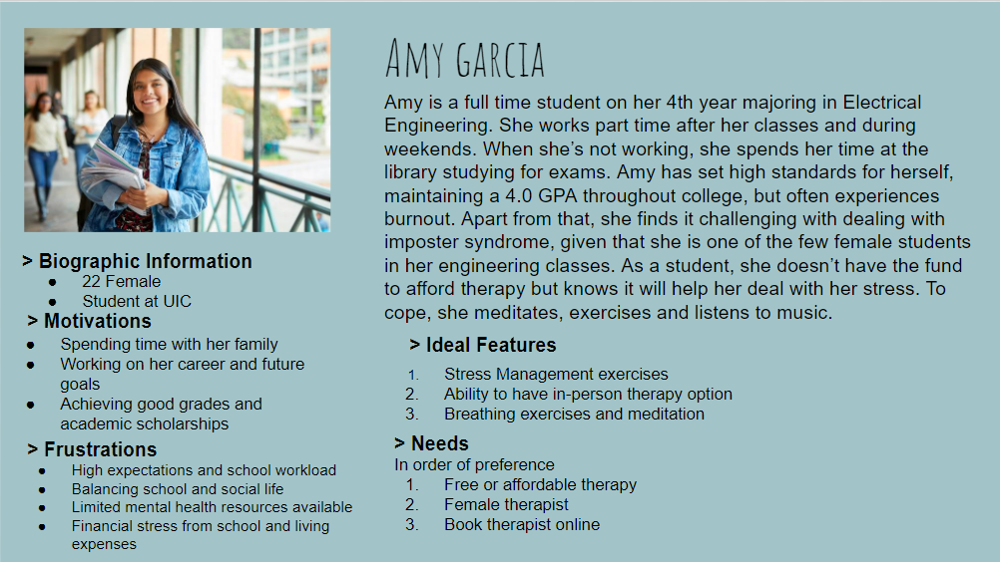 AMY GARCIA
Amy is a full time student on her 4th year majoring in Electrical
Engineering. She works part time after her classes and during
weekends. When she's not working, she spends her time at the
library studying for exams. Amy has set high standards for herself,
maintaining a 4.0 GPA throughout college, but often experiences
burnout. Apart from that, she finds it challenging with dealing with
imposter syndrome, given that she is one of the few female students
in her engineering classes. As a student, she doesn't have the fund
to afford therapy but knows it will help her deal with her stress. To
cope, she meditates, exercises and listens to music.
> Biographic Information
● 22 Female
● Student at UIC
> Motivations
● Spending time with her family
● Working on her career and future
goals
● Achieving good grades and
academic scholarships
> Frustrations
● High expectations and school workload
● Balancing school and social life
● Limited mental health resources available
● Financial stress from school and living
expenses
> Ideal Features
1. Stress Management exercises
2. Ability to have in-person therapy option
3. Breathing exercises and meditation
> Needs
In order of preference
1. Free or affordable therapy
2. Female therapist
3. Book therapist online